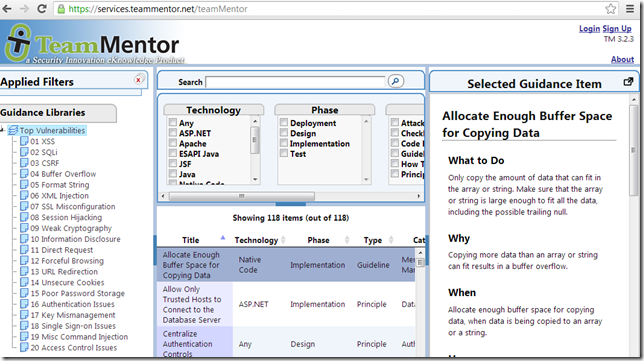 https://services.teammentor.net/teamMentor
TeamMentor
a Security Innovation eKnowledge Product
Login Sign Up
TM 3.2.3
About
Applied Filters
Guidance Libraries
Top Vulnerabilities
01 XSS
02 SQLi
03 CSRF
04 Buffer Overflow
05 Format String
06 XML Injection
07 SSL Misconfiguration
08 Session Hijacking
09 Weak Cryptography
10 Information Disclosure
11 Direct Request
12 Forceful Browsing
13 URL Redirection
14 Unsecure Cookies
15 Poor Password Storage
16 Authentication Issues
17 Key Mismanagement
18 Single Sign-on Issues
19 Misc Command Injection
20 Access Control Issues
Search
Technology
Any
ASP.NET
Apache
ESAPI Java
JSF
Java
Native Code
Phase
Deployment
Design
Implementation
Test
Attack
Checkl
Code
Guidel
How T
Princip
Showing 118 items (out of 118)
Title Technology Phase Type Cat
Allocate Enough Buffer Space for Copying Data Native Code Implementation Guideline Me Ma
Allow Only Trusted Hosts to Connect to the Database Server ASP.NET Implementation Principle Data
Centralize Authentication Controls Any Design Principle Auth
Selected Guidance Item
Allocate Enough Buffer Space
for Copying Data
What to Do
Only copy the amount of data that can fit in
the array or string. Make sure that the array
or string is large enough to fit all the data,
including the possible trailing null.
Why
Copying more data than an array or string
can fit results in a buffer overflow.
When
Allocate enough buffer space for copying
data, when data is being copied to an array
or a string.